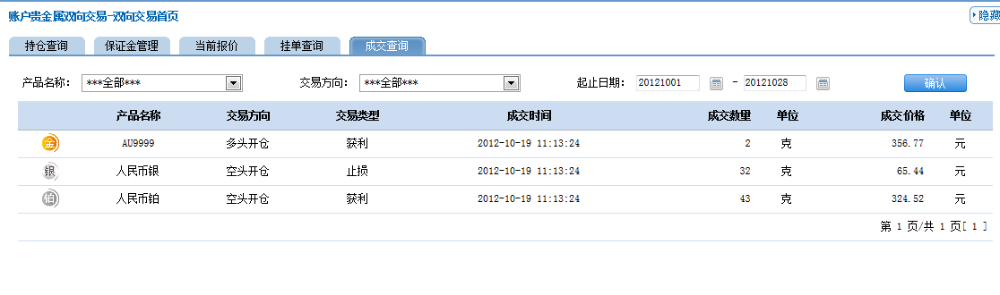 账户贵金属双向交易-双向交易首页
隐藏
持仓查询 保证金管理 当前报价 挂单查询 成交查询
产品名称： ***全部*** 交易方向： ***全部*** 起止日期： 20121001 - 20121028 确认
产品名称 交易方向 交易类型 成交时间 成交数量 单位 成交价格 单位
金 AU9999 多头开仓 获利 2012-10-19 11:13:24 2 克 356.77 元
银 人民币银 空头开仓 止损 2012-10-19 11:13:24 32 克 65.44 元
铂 人民币铂 空头开仓 获利 2012-10-19 11:13:24 43 克 324.52 元
第 1 页/共 1 页[ 1 ]